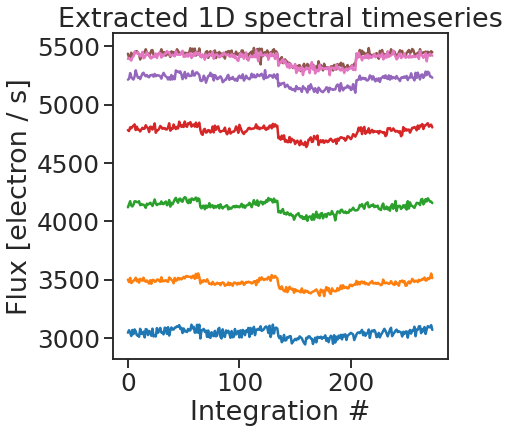 Extracted 1D spectral timeseries
Flux [electron / s]
5500
5000
4500
4000
3500
3000
0 100 200
Integration #